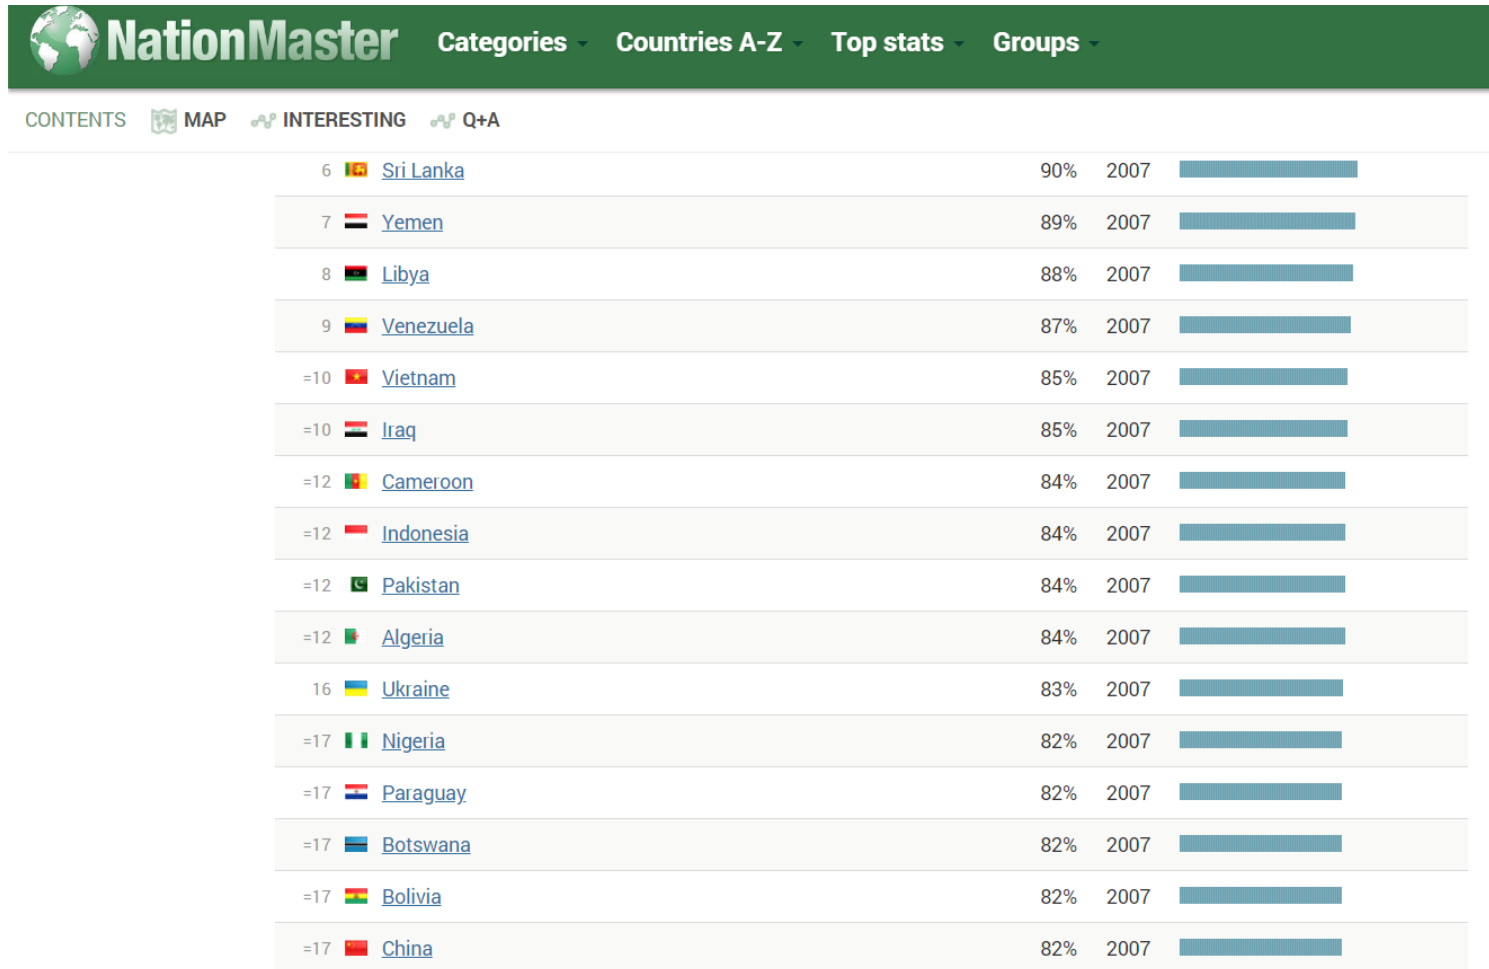 NationMaster Categories Countries A-Z Top stats Groups
CONTENTS MAP INTERESTING Q+A
6 Sri Lanka 90% 2007
7 Yemen 89% 2007
8 Libya 88% 2007
9 Venezuela 87% 2007
=10 Vietnam 85% 2007
=10 Iraq 85% 2007
=12 Cameroon 84% 2007
=12 Indonesia 84% 2007
=12 Pakistan 84% 2007
=12 Algeria 84% 2007
16 Ukraine 83% 2007
=17 Nigeria 82% 2007
=17 Paraguay 82% 2007
=17 Botswana 82% 2007
=17 Bolivia 82% 2007
=17 China 82% 2007